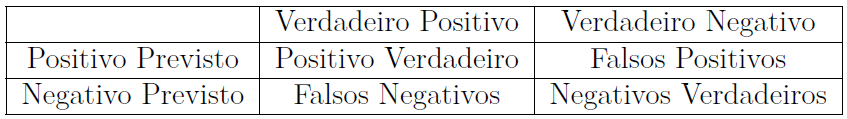 Verdadeiro Positivo Verdadeiro Negativo
Positivo Previsto Positivo Verdadeiro Falsos Positivos
Negativo Previsto Falsos Negativos Negativos Verdadeiros